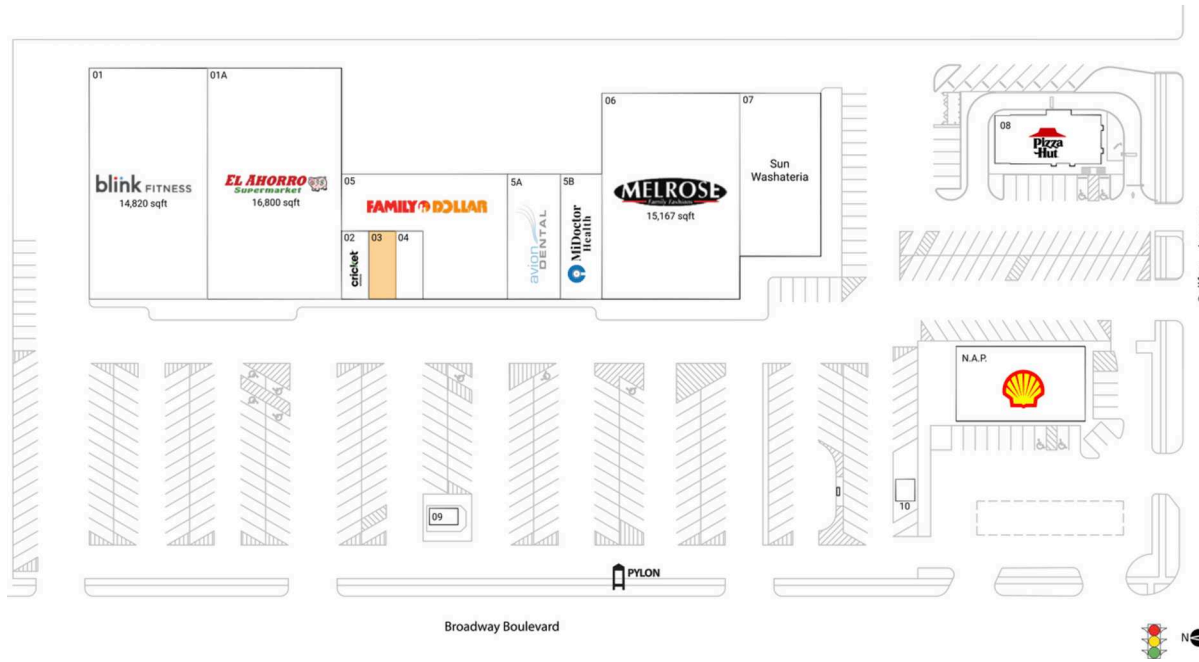 01
01A
06
07
08
Pizza
Hut
05
5A
5B
blink FITNESS
14,820 sqft
EL AHORRO
Supermarket
16,800 sqft
FAMILY DOLLAR
avion
DENTAL
MiDoctor
Health
MELROSE
Family Fashions
15,167 sqft
Sun
Washateria
02
03
04
cricket
N.A.P.
09
10
PYLON
Broadway Boulevard
N